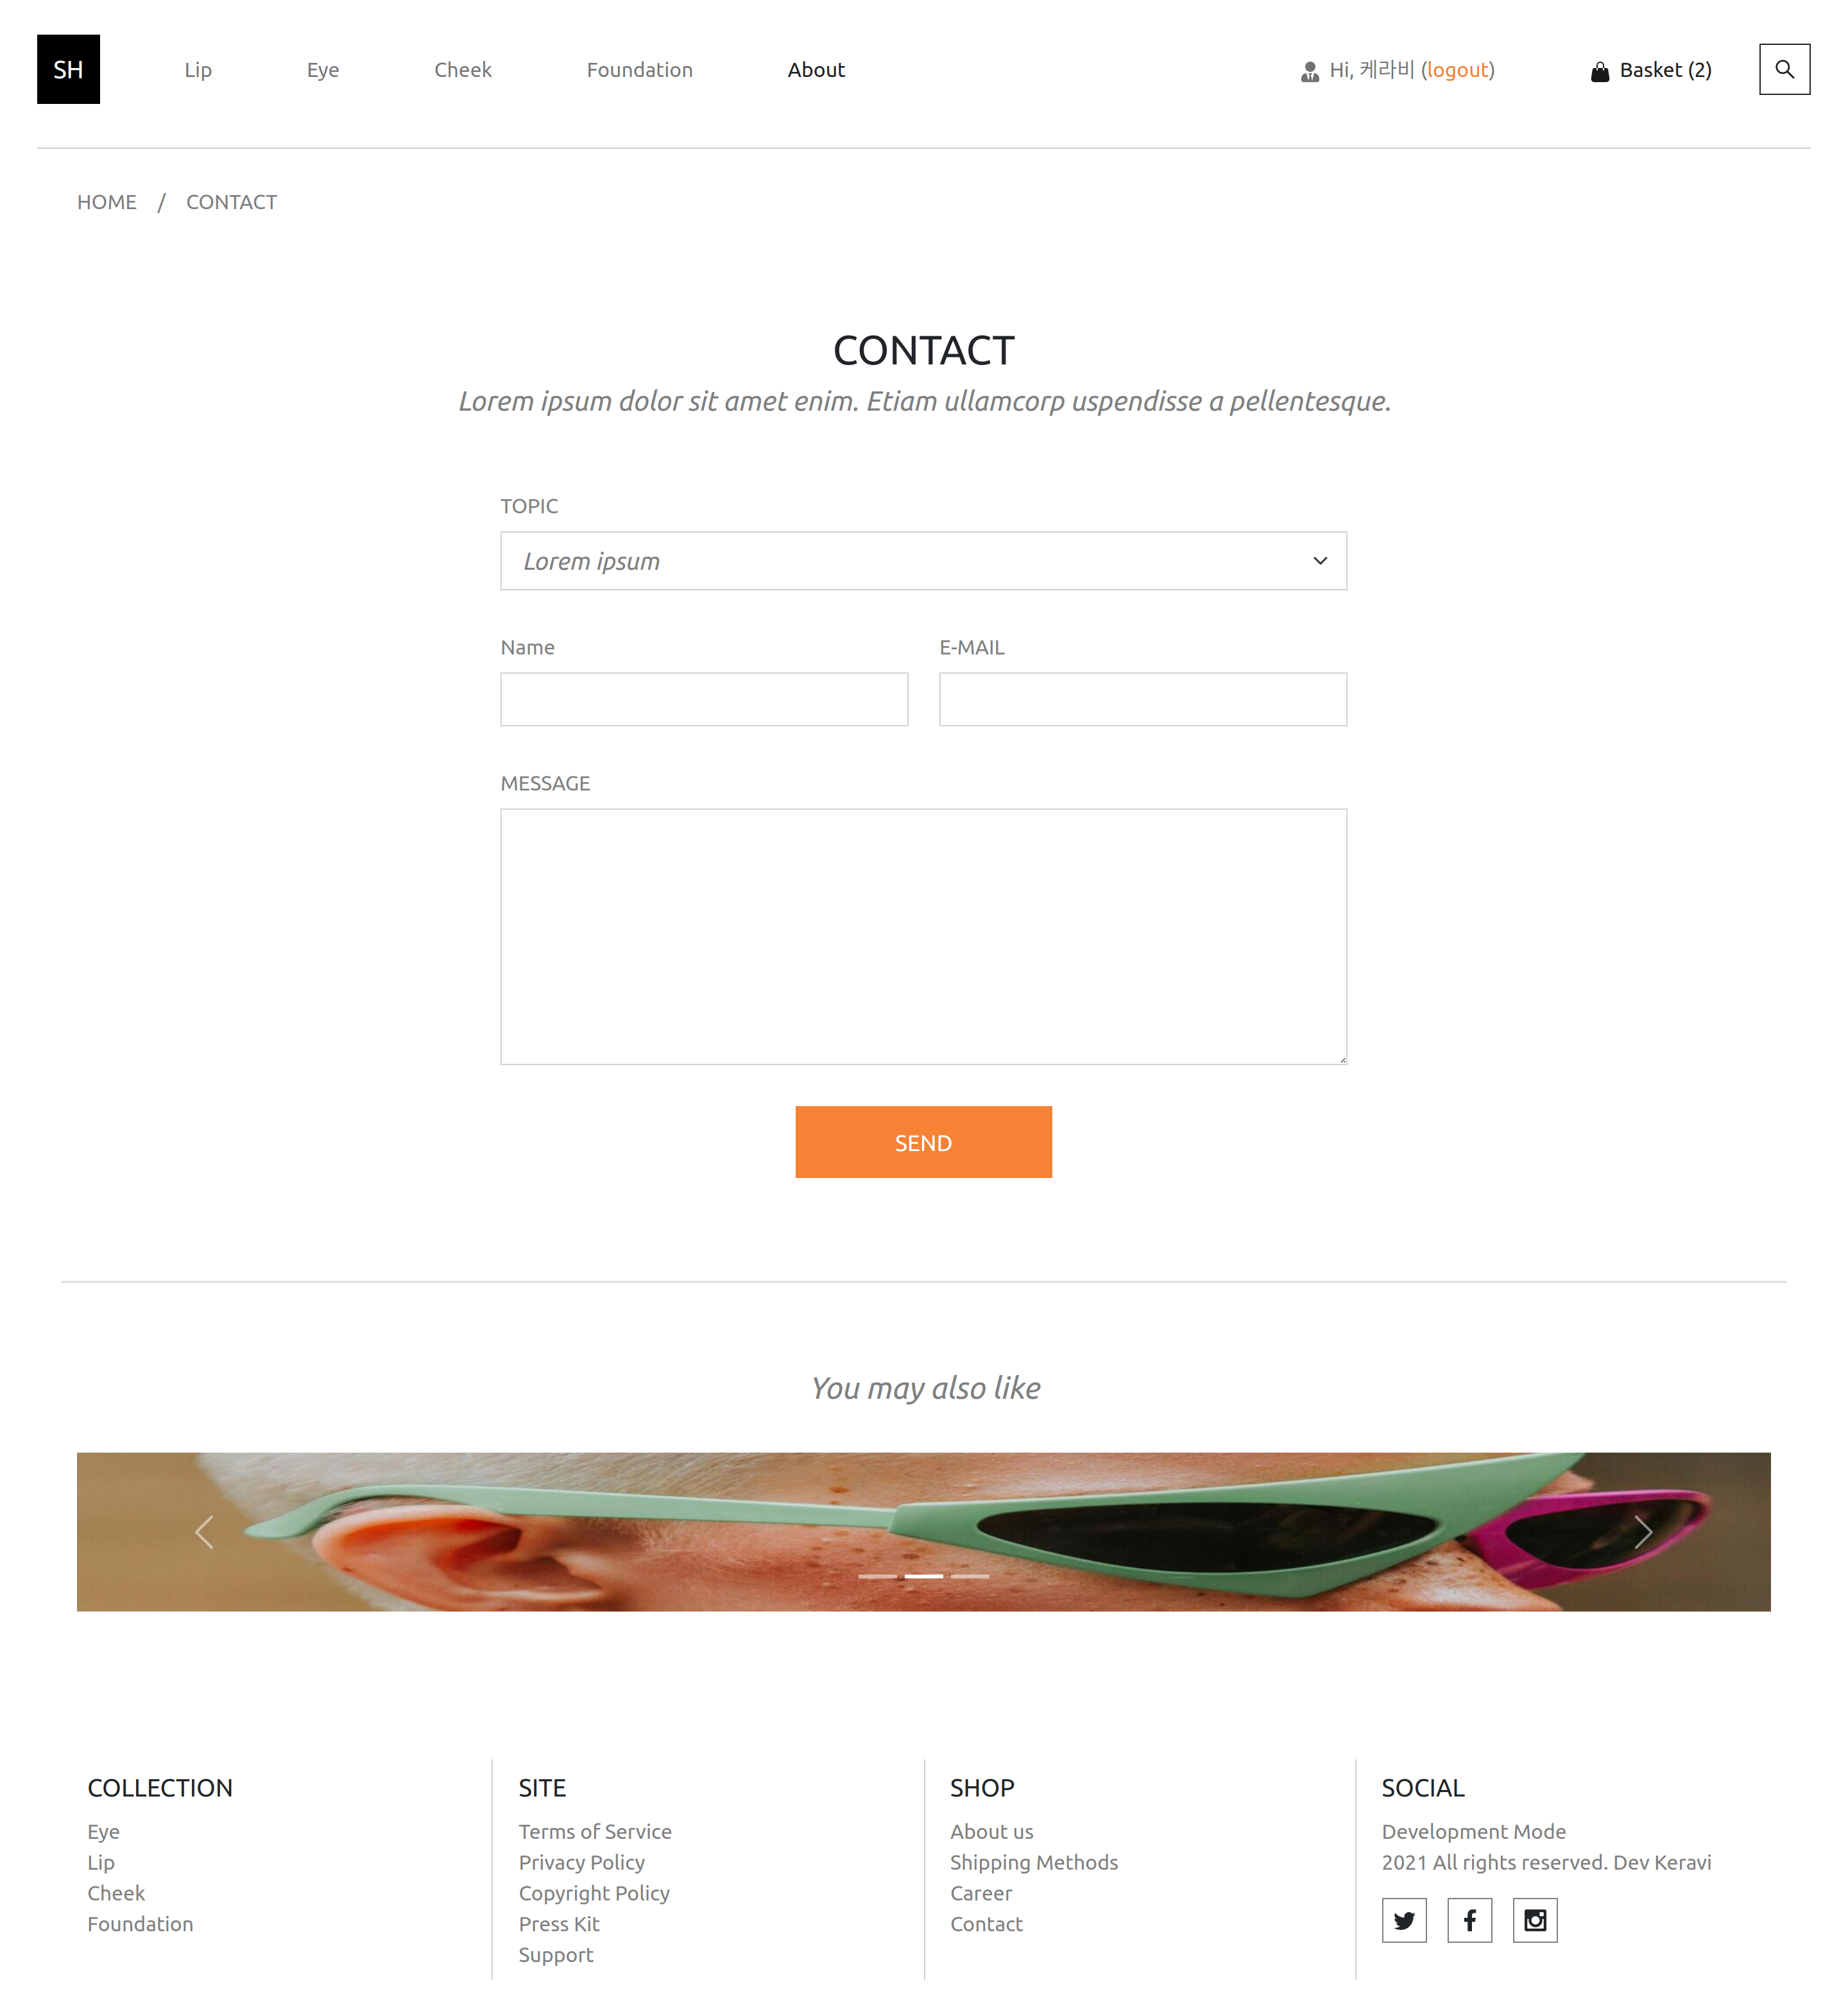 SH
Lip
Eye
Cheek
Foundation
About
Hi, 케라비 (logout)
Basket (2)
HOME / CONTACT
CONTACT
Lorem ipsum dolor sit amet enim. Etiam ullamcorp uspendisse a pellentesque.
TOPIC
Lorem ipsum
Name
E-MAIL
MESSAGE
SEND
You may also like
COLLECTION
Eye
Lip
Cheek
Foundation
SITE
Terms of Service
Privacy Policy
Copyright Policy
Press Kit
Support
SHOP
About us
Shipping Methods
Career
Contact
SOCIAL
Development Mode
2021 All rights reserved. Dev Keravi